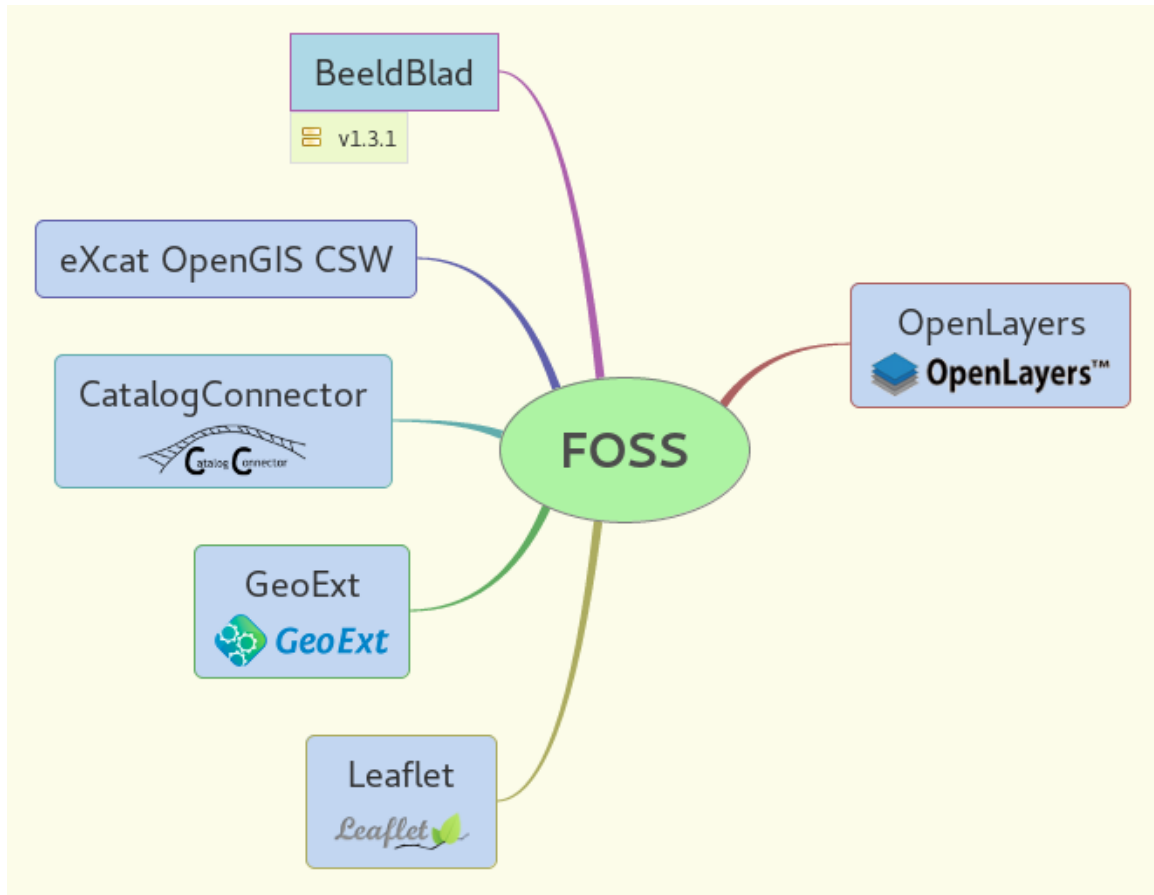 BeeldBlad
v1.3.1
eXcat OpenGIS CSW
CatalogConnector
Catalog Connector
GeoExt
GeoExt
Leaflet
Leaflet
FOSS
OpenLayers
OpenLayers™